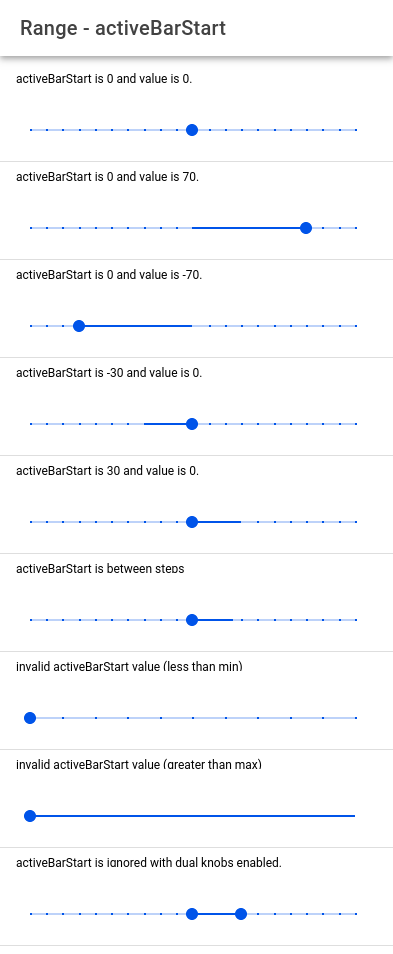 Range - activeBarStart
activeBarStart is 0 and value is 0.
activeBarStart is 0 and value is 70.
activeBarStart is 0 and value is -70.
activeBarStart is -30 and value is 0.
activeBarStart is 30 and value is 0.
activeBarStart is between steps
invalid activeBarStart value (less than min)
invalid activeBarStart value (greater than max)
activeBarStart is ignored with dual knobs enabled.